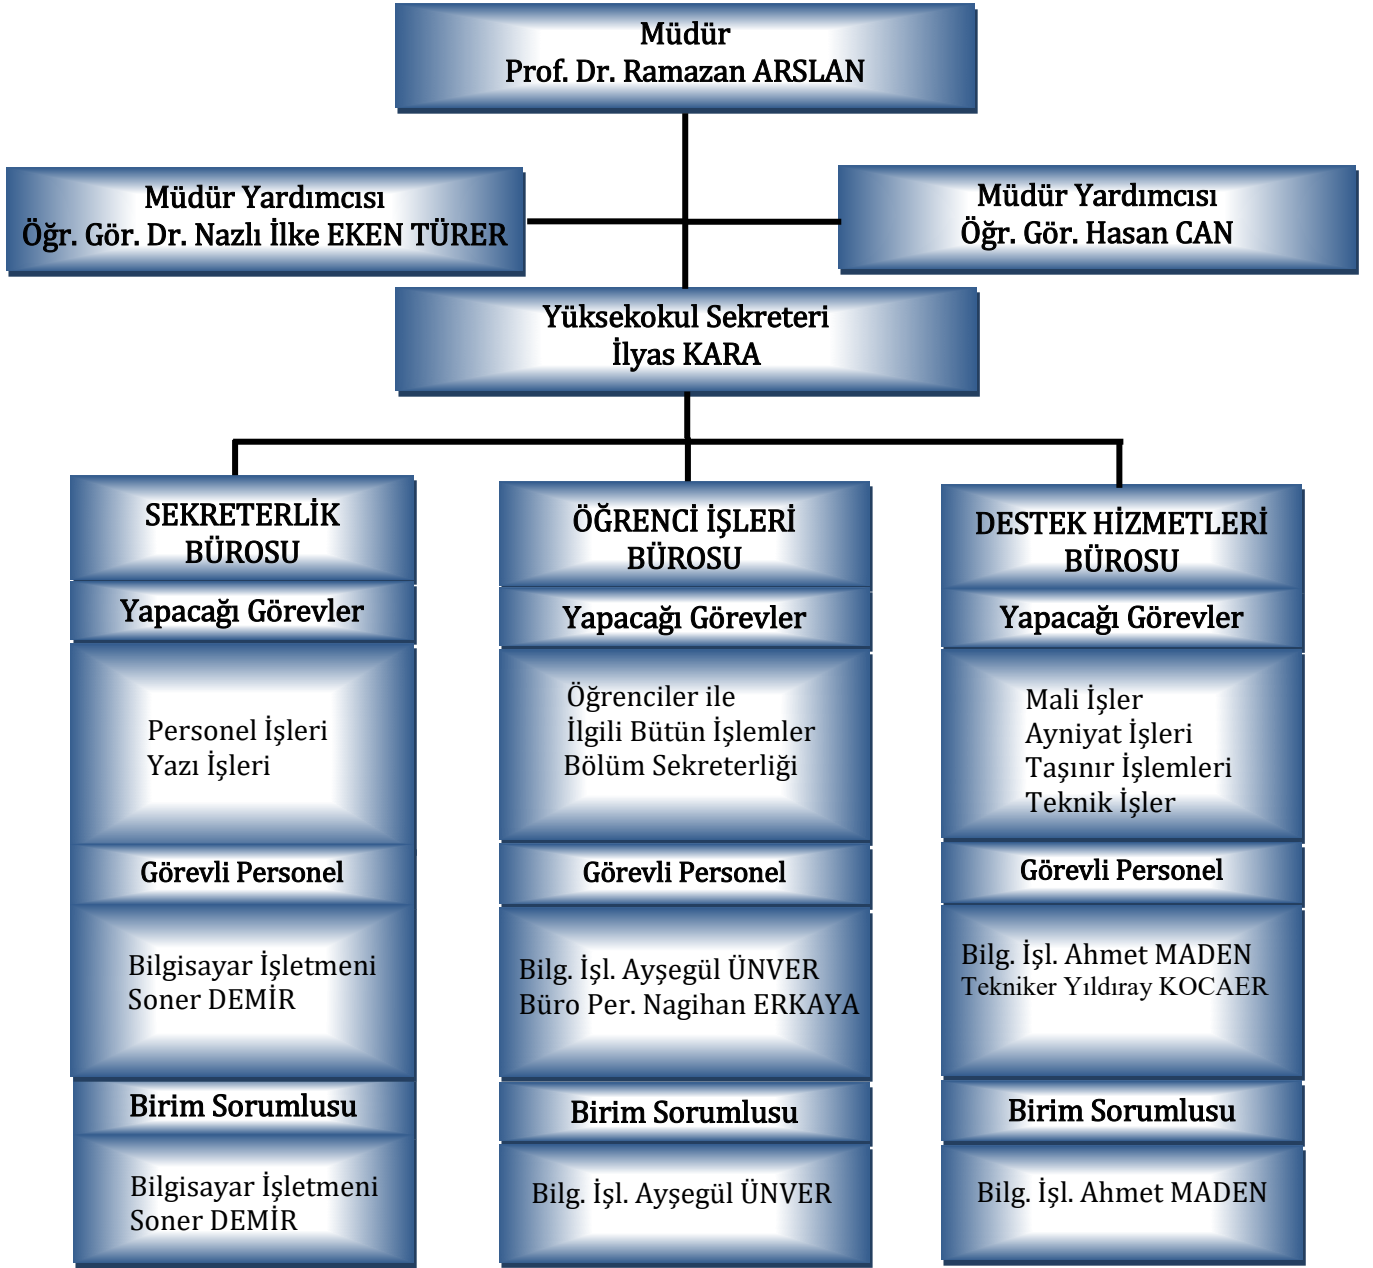 Müdür
Prof. Dr. Ramazan ARSLAN
Müdür Yardımcısı
Öğr. Gör. Dr. Nazlı İlke EKEN TÜRER
Müdür Yardımcısı
Öğr. Gör. Hasan CAN
Yüksekokul Sekreteri
İlyas KARA
SEKRETERLİK
BÜROSU
Yapacağı Görevler
Personel İşleri
Yazı İşleri
Görevli Personel
Bilgisayar İşletmeni
Soner DEMİR
Birim Sorumlusu
Bilgisayar İşletmeni
Soner DEMİR
ÖĞRENCİ İŞLERİ
BÜROSU
Yapacağı Görevler
Öğrenciler ile
İlgili Bütün İşlemler
Bölüm Sekreterliği
Görevli Personel
Bilg. İşl. Ayşegül ÜNVER
Büro Per. Nagihan ERKAYA
Birim Sorumlusu
Bilg. İşl. Ayşegül ÜNVER
DESTEK HİZMETLERİ
BÜROSU
Yapacağı Görevler
Mali İşler
Ayniyat İşleri
Taşınır İşlemleri
Teknik İşler
Görevli Personel
Bilg. İşl. Ahmet MADEN
Tekniker Yıldıray KOCAER
Birim Sorumlusu
Bilg. İşl. Ahmet MADEN